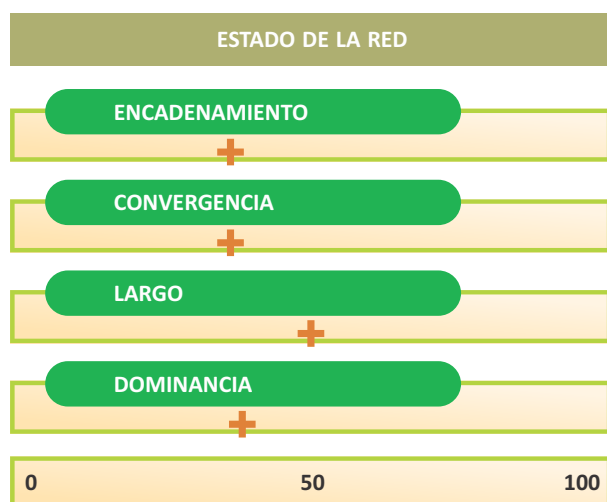 ESTADO DE LA RED
ENCADENAMIENTO
CONVERGENCIA
LARGO
DOMINANCIA
0 50 100